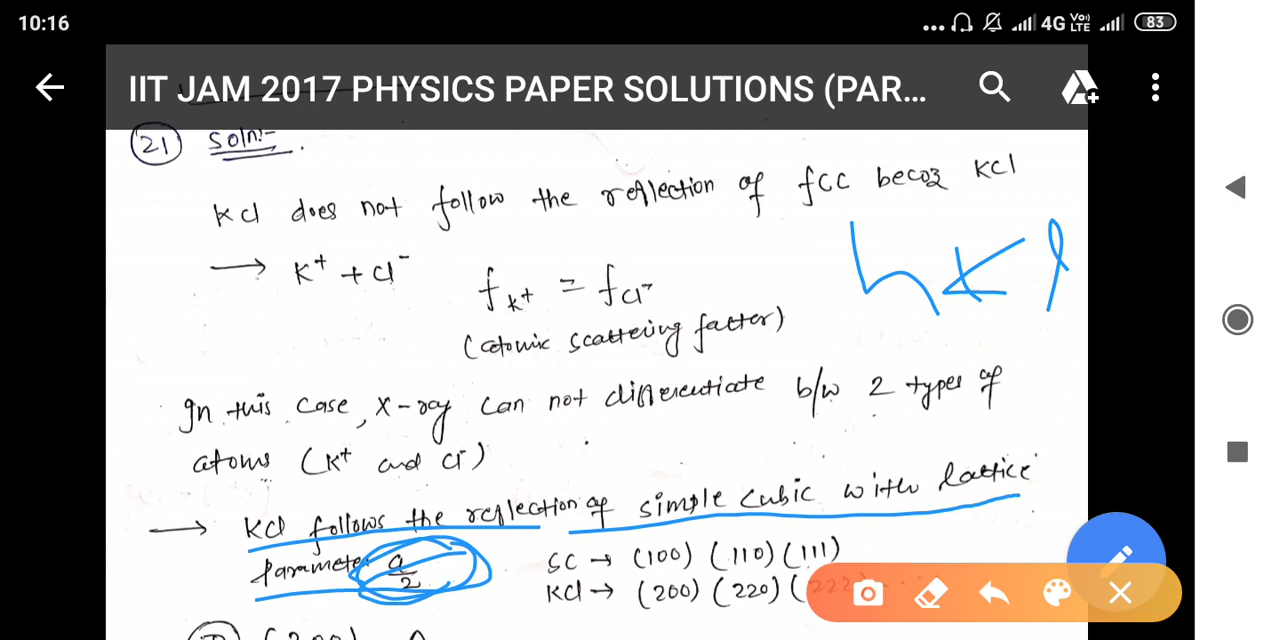 10:16
... 4G Vo)) LTE 83
IIT JAM 2017 PHYSICS PAPER SOLUTIONS (PAR...
21 Soln:-
KCl does not follow the reflection of fcc becoz KCl
→ K⁺ + Cl⁻ f_K⁺ = f_Cl⁻
h k l
(atomic scattering factor)
In this case, X-ray can not differentiate b/w 2 types of
atoms (K⁺ and Cl⁻)
→ KCl follows the reflection of simple cubic with lattice
parameter a/2 SC → (100) (110) (111)
KCl → (200) (220) (222)
(200)